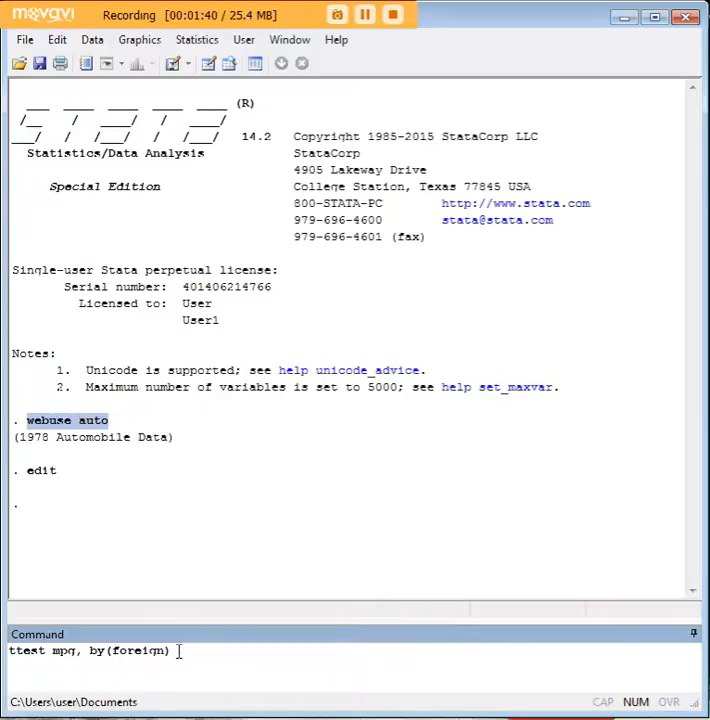 movavi Recording [00:01:40 / 25.4 MB]
File Edit Data Graphics Statistics User Window Help
(R)
14.2 Copyright 1985-2015 StataCorp LLC
Statistics/Data Analysis StataCorp
4905 Lakeway Drive
Special Edition College Station, Texas 77845 USA
800-STATA-PC http://www.stata.com
979-696-4600 stata@stata.com
979-696-4601 (fax)
Single-user Stata perpetual license:
Serial number: 401406214766
Licensed to: User
User1
Notes:
1. Unicode is supported; see help unicode_advice.
2. Maximum number of variables is set to 5000; see help set_maxvar.
. webuse auto
(1978 Automobile Data)
. edit
.
Command
ttest mpg, by(foreign)
C:\Users\user\Documents CAP NUM OVR